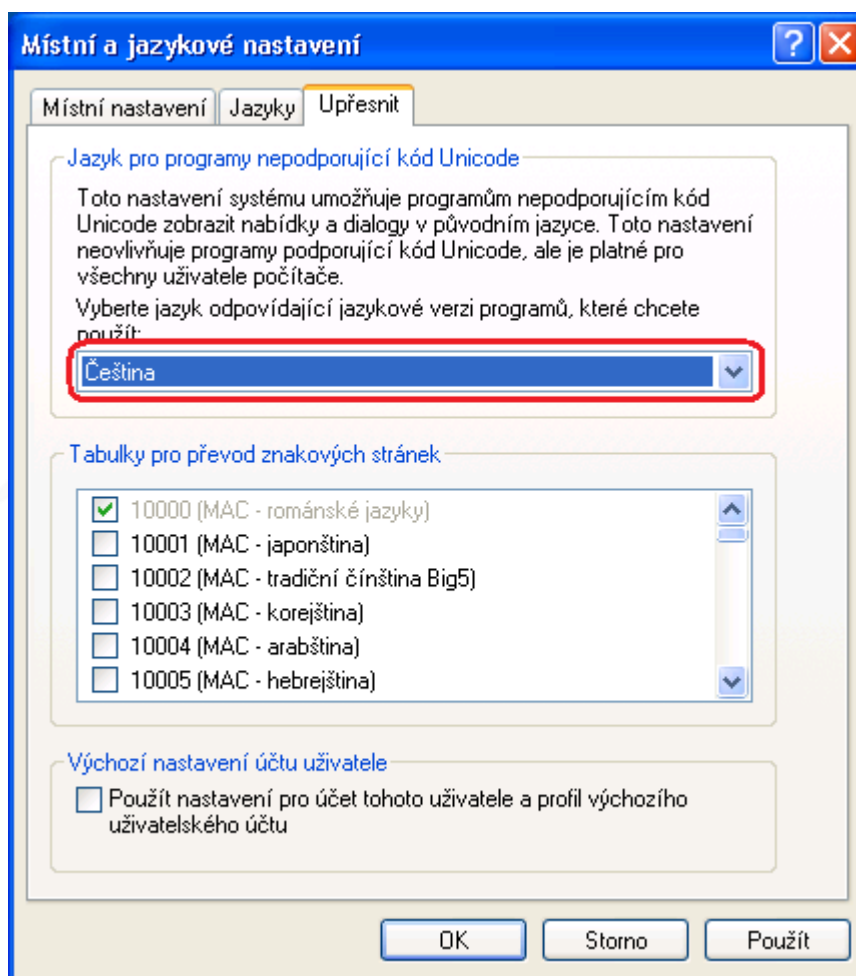 Místní a jazykové nastavení
Místní nastavení
Jazyky
Upřesnit
Jazyk pro programy nepodporující kód Unicode
Toto nastavení systému umožňuje programům nepodporujícím kód
Unicode zobrazit nabídky a dialogy v původním jazyce. Toto nastavení
neovlivňuje programy podporující kód Unicode, ale je platné pro
všechny uživatele počítače.
Vyberte jazyk odpovídající jazykové verzi programů, které chcete
použít:
Čeština
Tabulky pro převod znakových stránek
10000 (MAC - románské jazyky)
10001 (MAC - japonština)
10002 (MAC - tradiční čínština Big5)
10003 (MAC - korejština)
10004 (MAC - arabština)
10005 (MAC - hebrejština)
Výchozí nastavení účtu uživatele
Použít nastavení pro účet tohoto uživatele a profil výchozího
uživatelského účtu
OK
Storno
Použít